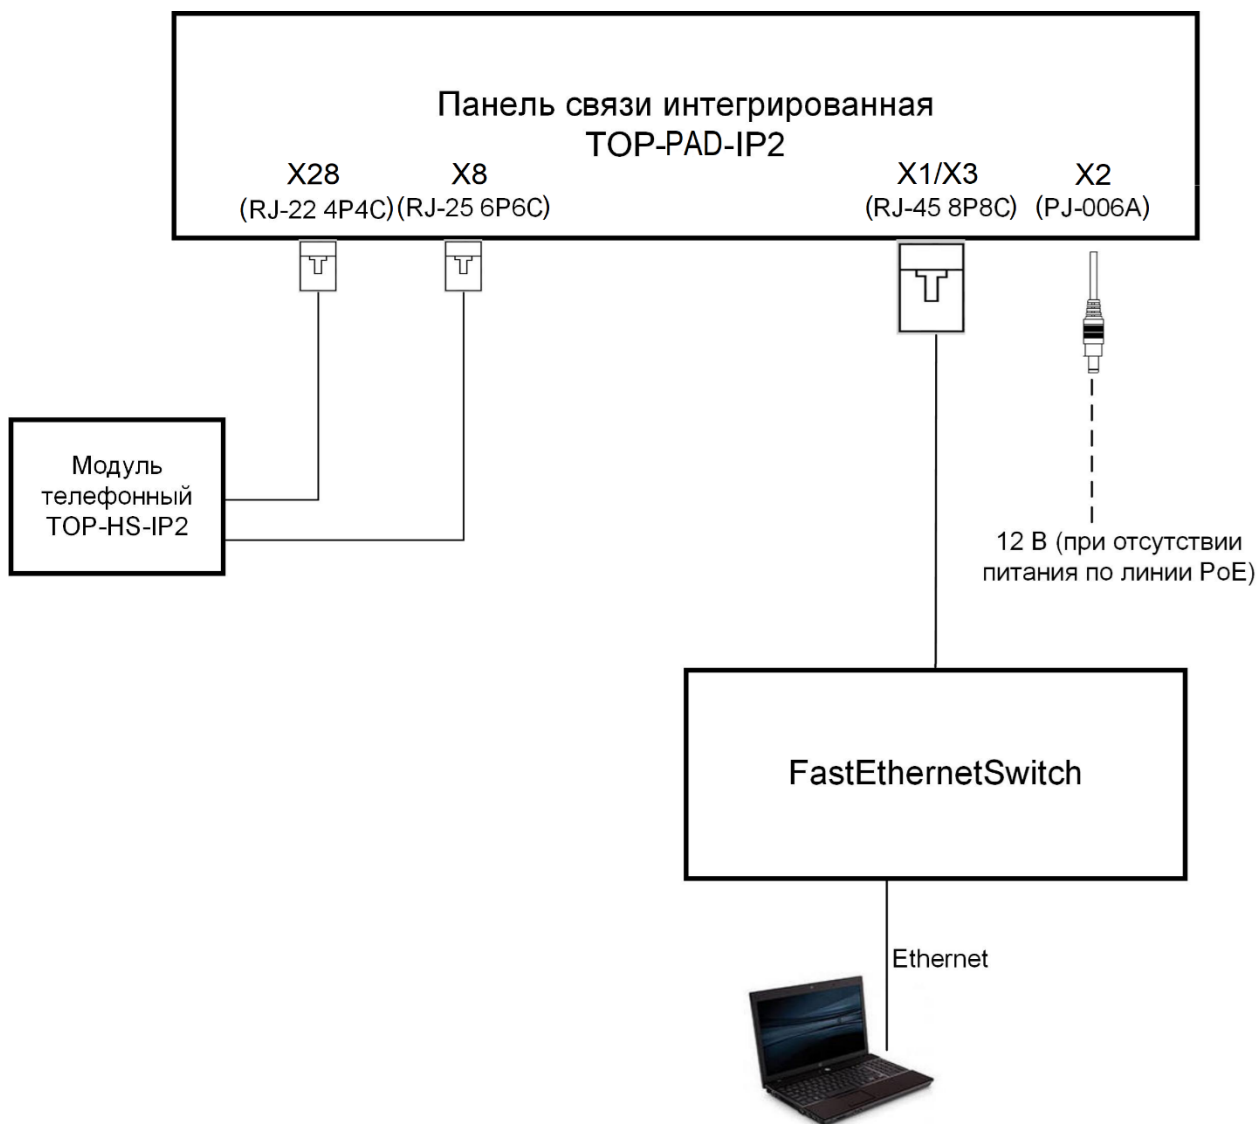 Панель связи интегрированная
TOP-PAD-IP2
X28
(RJ-22 4P4C)
X8
(RJ-25 6P6C)
X1/X3
(RJ-45 8P8C)
X2
(PJ-006A)
Модуль
телефонный
TOP-HS-IP2
12 В (при отсутствии
питания по линии PoE)
FastEthernetSwitch
Ethernet